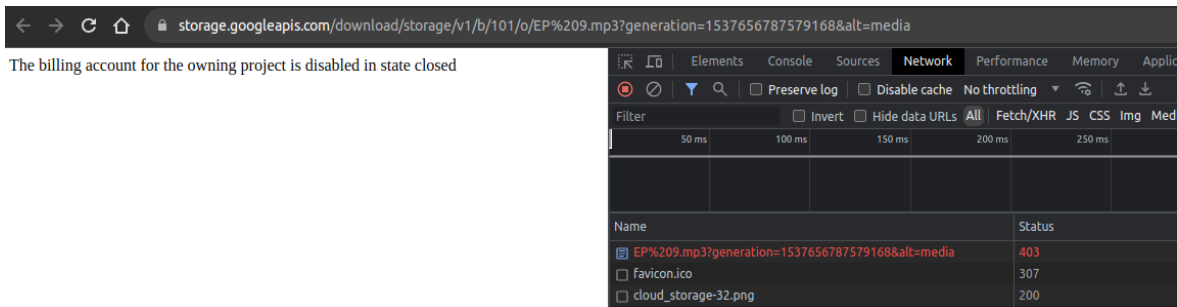 storage.googleapis.com/download/storage/v1/b/101/o/EP%209.mp3?generation=1537656787579168&alt=media
The billing account for the owning project is disabled in state closed
Elements Console Sources Network Performance Memory Applic
Preserve log Disable cache No throttling
Filter Invert Hide data URLs All Fetch/XHR JS CSS Img Med
50 ms 100 ms 150 ms 200 ms 250 ms
Name Status
EP%209.mp3?generation=1537656787579168&alt=media 403
favicon.ico 307
cloud_storage-32.png 200